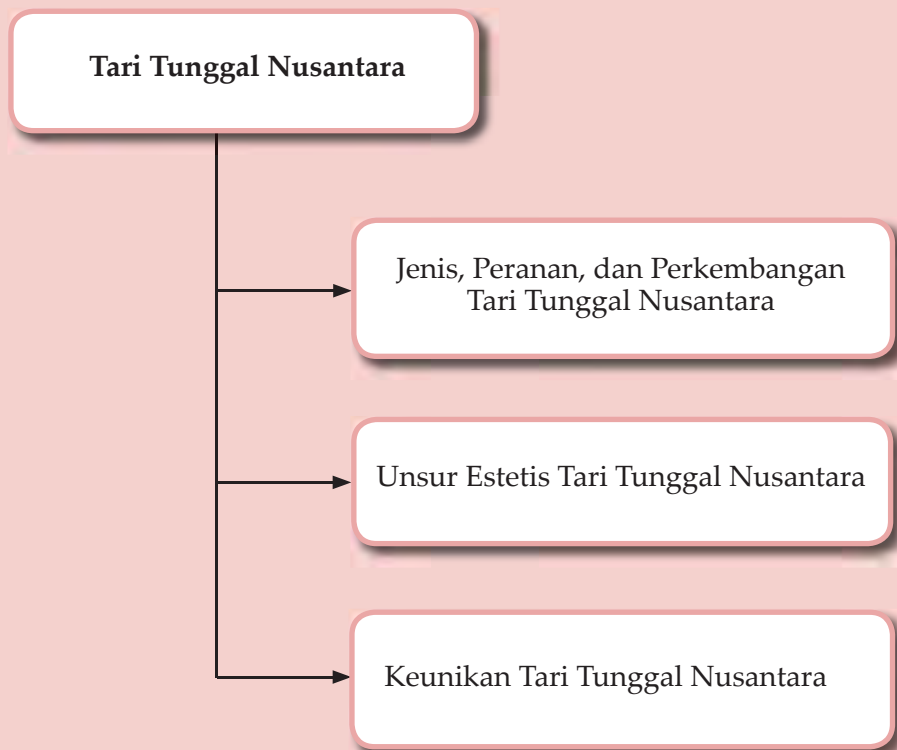 Tari Tunggal Nusantara
Jenis, Peranan, dan Perkembangan
Tari Tunggal Nusantara
Unsur Estetis Tari Tunggal Nusantara
Keunikan Tari Tunggal Nusantara